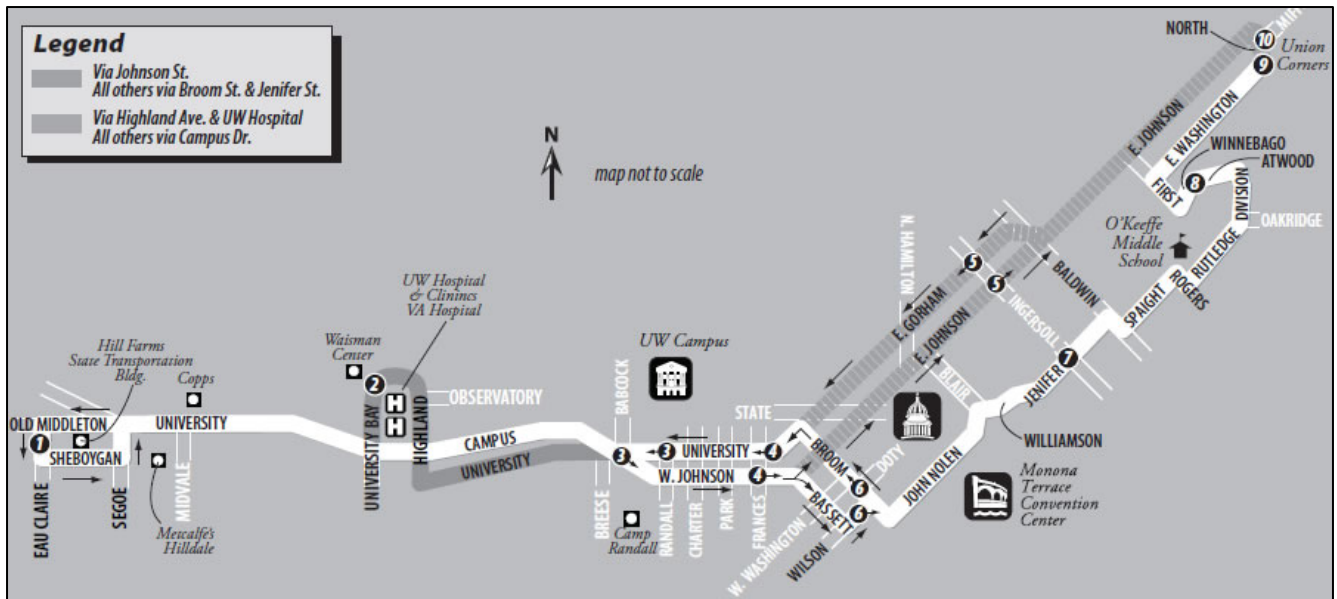 Legend
Via Johnson St.
All others via Broom St. & Jenifer St.
Via Highland Ave. & UW Hospital
All others via Campus Dr.
N
map not to scale
NORTH
10
Union
Corners
9
E. JOHNSON
E. WASHINGTON
WINNEBAGO
ATWOOD
8
FIRST
DIVISION
OAKRIDGE
O'Keeffe
Middle
School
RUTLEDGE
ROGERS
SPAIGHT
BALDWIN
N. HAMILTON
5
5
INGERSOLL
E. GORHAM
E. JOHNSON
BLAIR
7
JENIFER
WILLIAMSON
JOHN NOLEN
Monona
Terrace
Convention
Center
UW Hospital
& Clinincs
VA Hospital
Waisman
Center
2
H
H
UNIVERSITY BAY
HIGHLAND
OBSERVATORY
UW Campus
BABCOCK
STATE
Hill Farms
State Transportation
Bldg.
Copps
OLD MIDDLETON
UNIVERSITY
CAMPUS
UNIVERSITY
3
3
UNIVERSITY
4
BROOM
DOTY
1
SHEBOYGAN
W. JOHNSON
4
BASSETT
6
6
EAU CLAIRE
SEGOE
MIDVALE
Metcalfe's
Hilldale
BREESE
Camp
Randall
RANDALL
CHARTER
PARK
FRANCES
W. WASHINGTON
WILSON